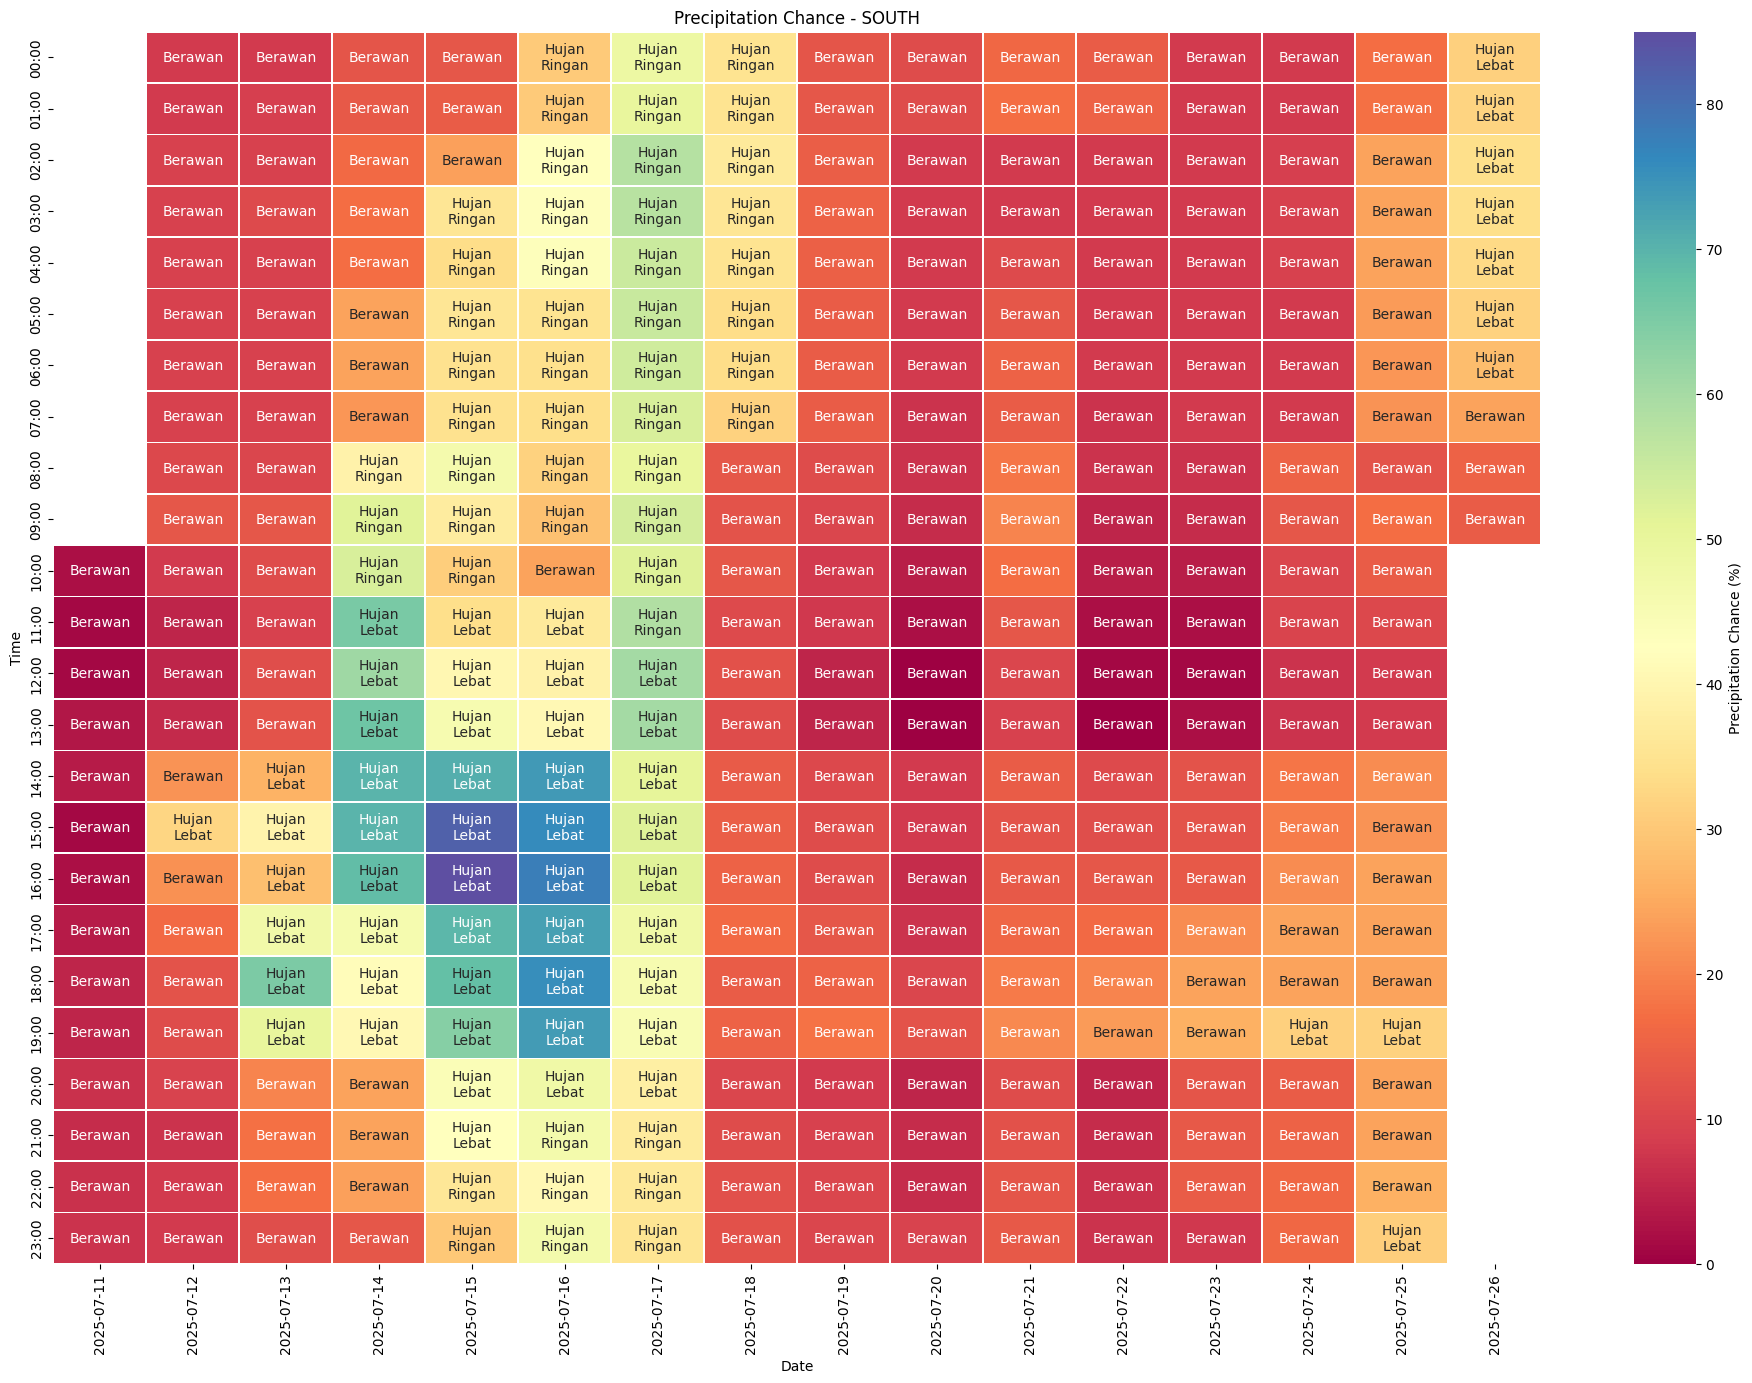 Precipitation Chance - SOUTH
00:00 Berawan Berawan Berawan Berawan Hujan Ringan Hujan Ringan Hujan Ringan Berawan Berawan Berawan Berawan Berawan Berawan Berawan Hujan Lebat
01:00 Berawan Berawan Berawan Berawan Hujan Ringan Hujan Ringan Hujan Ringan Berawan Berawan Berawan Berawan Berawan Berawan Berawan Hujan Lebat
02:00 Berawan Berawan Berawan Berawan Hujan Ringan Hujan Ringan Hujan Ringan Berawan Berawan Berawan Berawan Berawan Berawan Berawan Hujan Lebat
03:00 Berawan Berawan Berawan Hujan Ringan Hujan Ringan Hujan Ringan Hujan Ringan Berawan Berawan Berawan Berawan Berawan Berawan Berawan Hujan Lebat
04:00 Berawan Berawan Berawan Hujan Ringan Hujan Ringan Hujan Ringan Hujan Ringan Berawan Berawan Berawan Berawan Berawan Berawan Berawan Hujan Lebat
05:00 Berawan Berawan Berawan Hujan Ringan Hujan Ringan Hujan Ringan Hujan Ringan Berawan Berawan Berawan Berawan Berawan Berawan Berawan Hujan Lebat
06:00 Berawan Berawan Berawan Hujan Ringan Hujan Ringan Hujan Ringan Hujan Ringan Berawan Berawan Berawan Berawan Berawan Berawan Berawan Hujan Lebat
07:00 Berawan Berawan Berawan Hujan Ringan Hujan Ringan Hujan Ringan Hujan Ringan Berawan Berawan Berawan Berawan Berawan Berawan Berawan Berawan
08:00 Berawan Berawan Hujan Ringan Hujan Ringan Hujan Ringan Hujan Ringan Berawan Berawan Berawan Berawan Berawan Berawan Berawan Berawan Berawan
09:00 Berawan Berawan Hujan Ringan Hujan Ringan Hujan Ringan Hujan Ringan Berawan Berawan Berawan Berawan Berawan Berawan Berawan Berawan Berawan
10:00 Berawan Berawan Berawan Hujan Ringan Hujan Ringan Berawan Hujan Ringan Berawan Berawan Berawan Berawan Berawan Berawan Berawan Berawan
11:00 Berawan Berawan Berawan Hujan Lebat Hujan Lebat Hujan Lebat Hujan Ringan Berawan Berawan Berawan Berawan Berawan Berawan Berawan Berawan
12:00 Berawan Berawan Berawan Hujan Lebat Hujan Lebat Hujan Lebat Hujan Lebat Berawan Berawan Berawan Berawan Berawan Berawan Berawan Berawan
13:00 Berawan Berawan Berawan Hujan Lebat Hujan Lebat Hujan Lebat Hujan Lebat Berawan Berawan Berawan Berawan Berawan Berawan Berawan Berawan
14:00 Berawan Berawan Hujan Lebat Hujan Lebat Hujan Lebat Hujan Lebat Hujan Lebat Berawan Berawan Berawan Berawan Berawan Berawan Berawan Berawan
15:00 Berawan Hujan Lebat Hujan Lebat Hujan Lebat Hujan Lebat Hujan Lebat Hujan Lebat Berawan Berawan Berawan Berawan Berawan Berawan Berawan Berawan
16:00 Berawan Berawan Hujan Lebat Hujan Lebat Hujan Lebat Hujan Lebat Hujan Lebat Berawan Berawan Berawan Berawan Berawan Berawan Berawan Berawan
17:00 Berawan Berawan Hujan Lebat Hujan Lebat Hujan Lebat Hujan Lebat Hujan Lebat Berawan Berawan Berawan Berawan Berawan Berawan Berawan Berawan
18:00 Berawan Berawan Hujan Lebat Hujan Lebat Hujan Lebat Hujan Lebat Hujan Lebat Berawan Berawan Berawan Berawan Berawan Berawan Berawan Berawan
19:00 Berawan Berawan Hujan Lebat Hujan Lebat Hujan Lebat Hujan Lebat Hujan Lebat Berawan Berawan Berawan Berawan Berawan Berawan Hujan Lebat Hujan Lebat
20:00 Berawan Berawan Berawan Berawan Hujan Lebat Hujan Lebat Hujan Lebat Berawan Berawan Berawan Berawan Berawan Berawan Berawan Berawan
21:00 Berawan Berawan Berawan Berawan Hujan Lebat Hujan Ringan Hujan Ringan Berawan Berawan Berawan Berawan Berawan Berawan Berawan Berawan
22:00 Berawan Berawan Berawan Berawan Hujan Ringan Hujan Ringan Hujan Ringan Berawan Berawan Berawan Berawan Berawan Berawan Berawan Berawan
23:00 Berawan Berawan Berawan Berawan Hujan Ringan Hujan Ringan Hujan Ringan Berawan Berawan Berawan Berawan Berawan Berawan Berawan Hujan Lebat
Time
2025-07-11 2025-07-12 2025-07-13 2025-07-14 2025-07-15 2025-07-16 2025-07-17 2025-07-18 2025-07-19 2025-07-20 2025-07-21 2025-07-22 2025-07-23 2025-07-24 2025-07-25 2025-07-26
Date
80
70
60
50
40
30
20
10
0
Precipitation Chance (%)